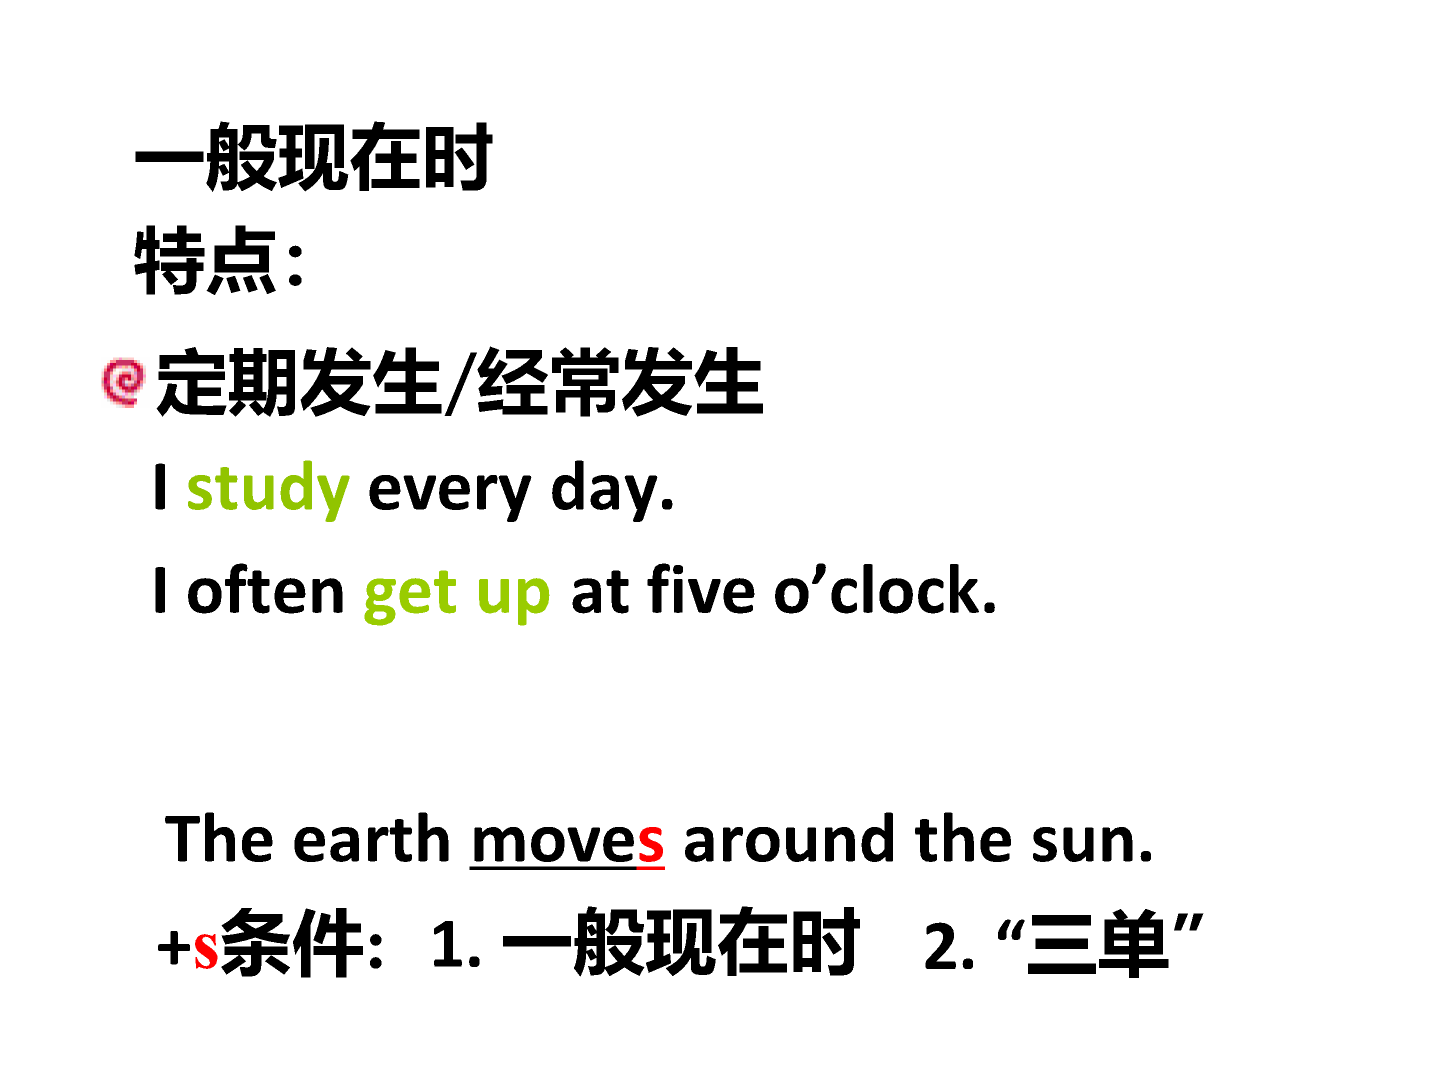 一般现在时
特点：
定期发生/经常发生
I study every day.
I often get up at five o’clock.
The earth moves around the sun.
+s条件：1. 一般现在时 2. “三单”